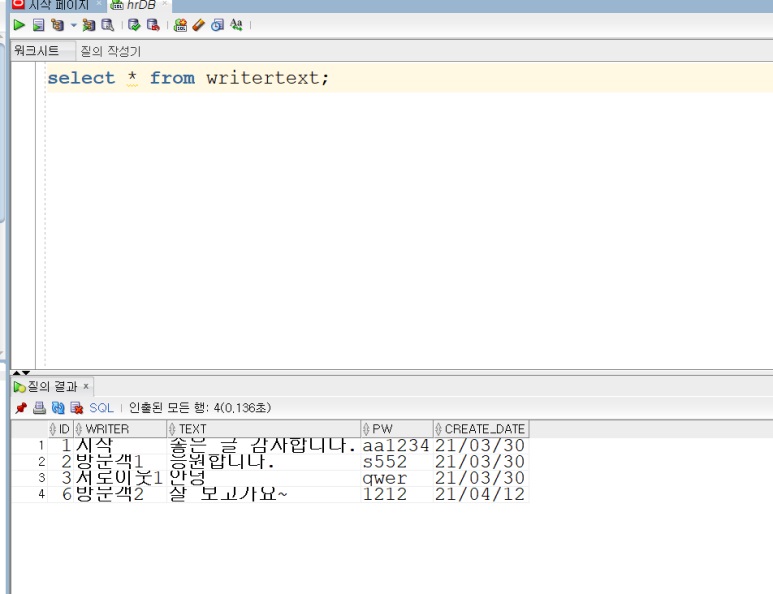 시작 페이지 × hrDB ×
워크시트 질의 작성기
select * from writertext;
질의 결과 ×
SQL | 인출된 모든 행: 4(0,136초)
ID WRITER TEXT PW CREATE_DATE
1 1 시작 좋은 글 감사합니다. aa1234 21/03/30
2 2 방문객1 응원합니다. s552 21/03/30
3 3 서로이웃1 안녕 qwer 21/03/30
4 6 방문객2 잘 보고가요~ 1212 21/04/12